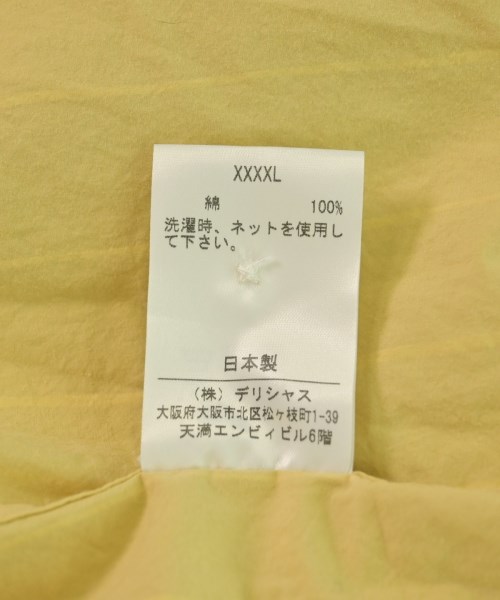 XXXXL
綿 100%
洗濯時、ネットを使用し
て下さい。
日本製
(株) デリシャス
大阪府大阪市北区松ヶ枝町1-39
天満エンビィビル6階